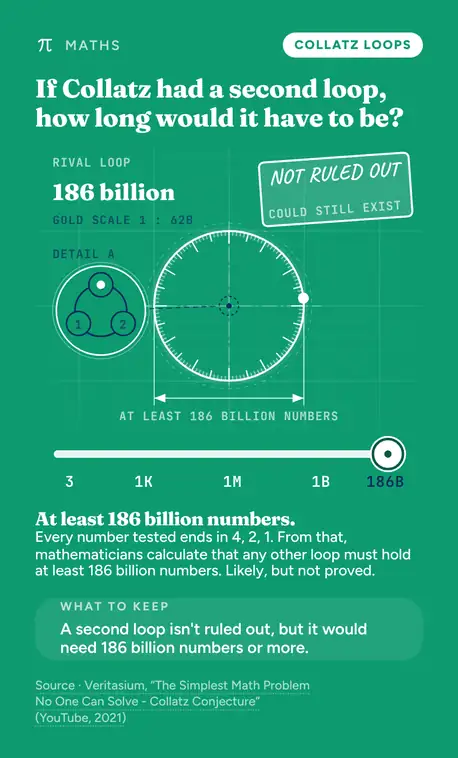 π MATHS
COLLATZ LOOPS
If Collatz had a second loop,
how long would it have to be?
RIVAL LOOP
186 billion
GOLD SCALE 1 : 628
NOT RULED OUT
COULD STILL EXIST
DETAIL A
1 2
AT LEAST 186 BILLION NUMBERS
3 1K 1M 1B 186B
At least 186 billion numbers.
Every number tested ends in 4, 2, 1. From that,
mathematicians calculate that any other loop must hold
at least 186 billion numbers. Likely, but not proved.
WHAT TO KEEP
A second loop isn't ruled out, but it would
need 186 billion numbers or more.
Source · Veritasium, “The Simplest Math Problem
No One Can Solve - Collatz Conjecture”
(YouTube, 2021)